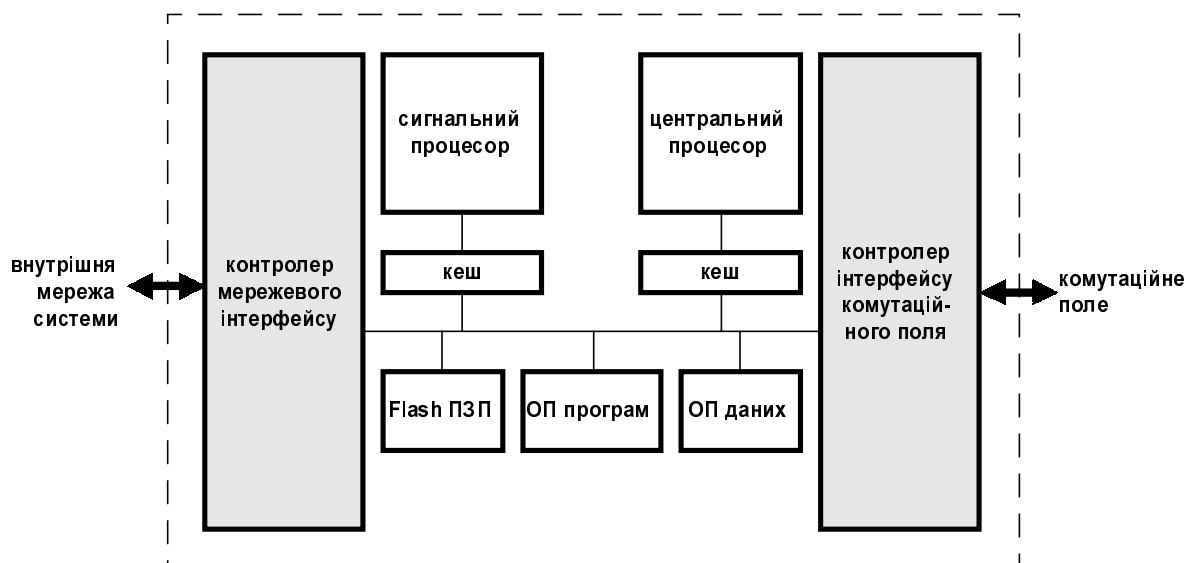 сигнальний
процесор
центральний
процесор
внутрішня
мережа
системи
контролер
мережевого
інтерфейсу
кеш
кеш
контролер
інтерфейсу
комутацій-
ного поля
комутаційне
поле
Flash ПЗП
ОП програм
ОП даних